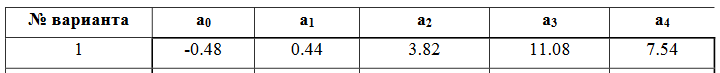 № варианта a0 a1 a2 a3 a4
1 -0.48 0.44 3.82 11.08 7.54